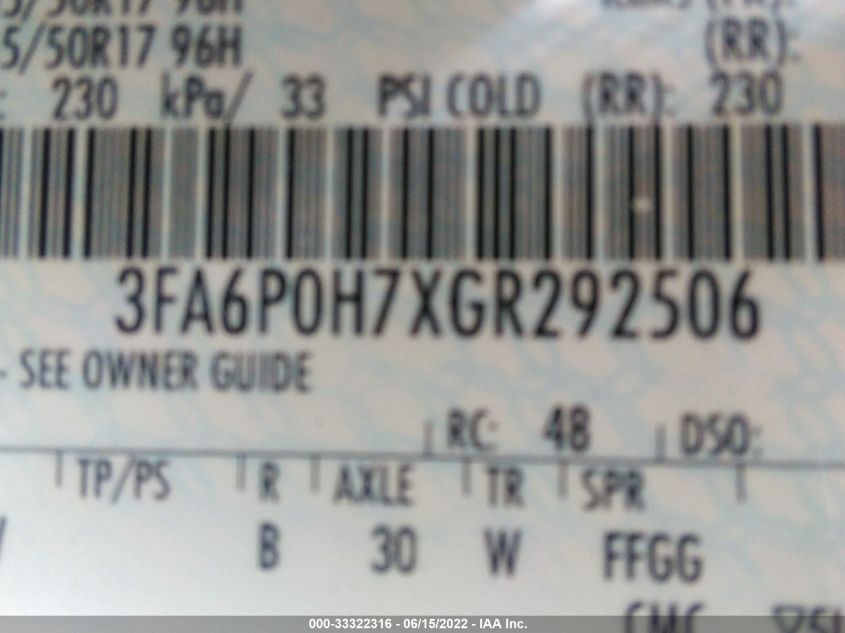 5/50R17 96H (RR):
: 230 kPa/ 33 PSI COLD (RR): 230
3FA6P0H7XGR292506
- SEE OWNER GUIDE
RC: 48 DSO:
TP/PS R AXLE TR SPR
B 30 W FFGG
000-33322316 - 06/15/2022 - IAA Inc.